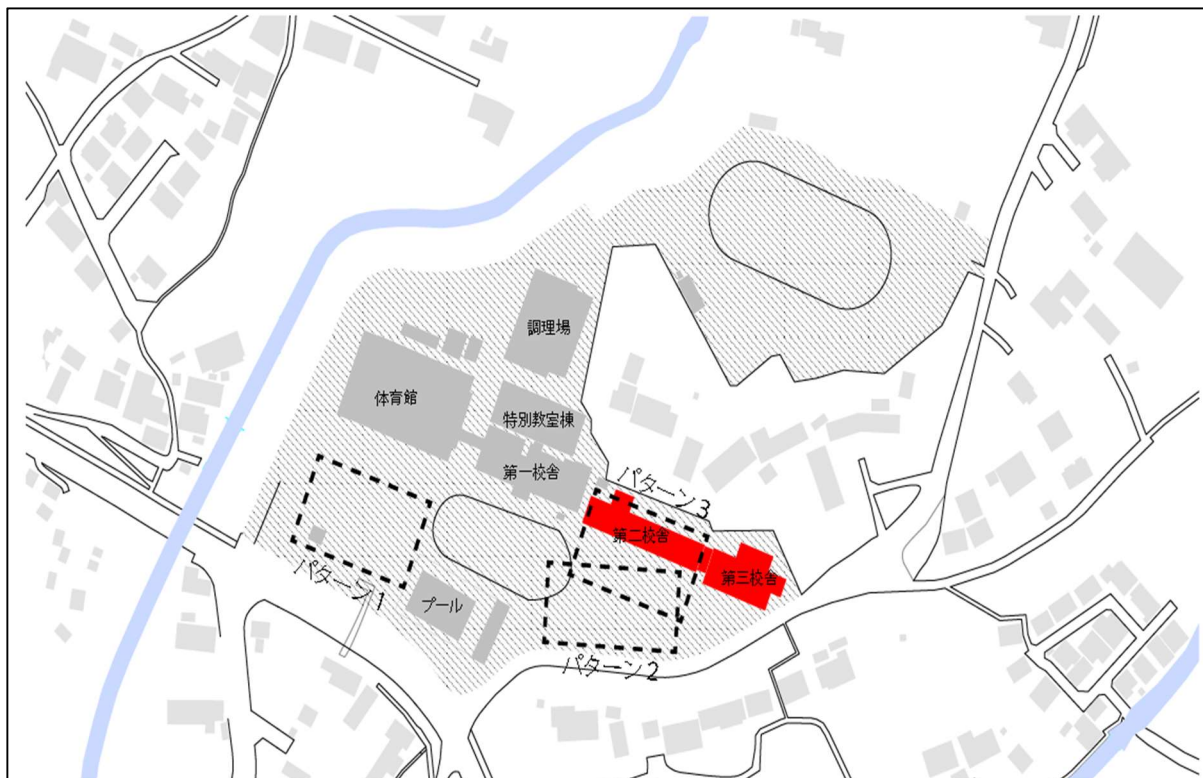 調理場
体育館
特別教室棟
第一校舎
パターン3
第二校舎
第三校舎
パターン1
プール
パターン2